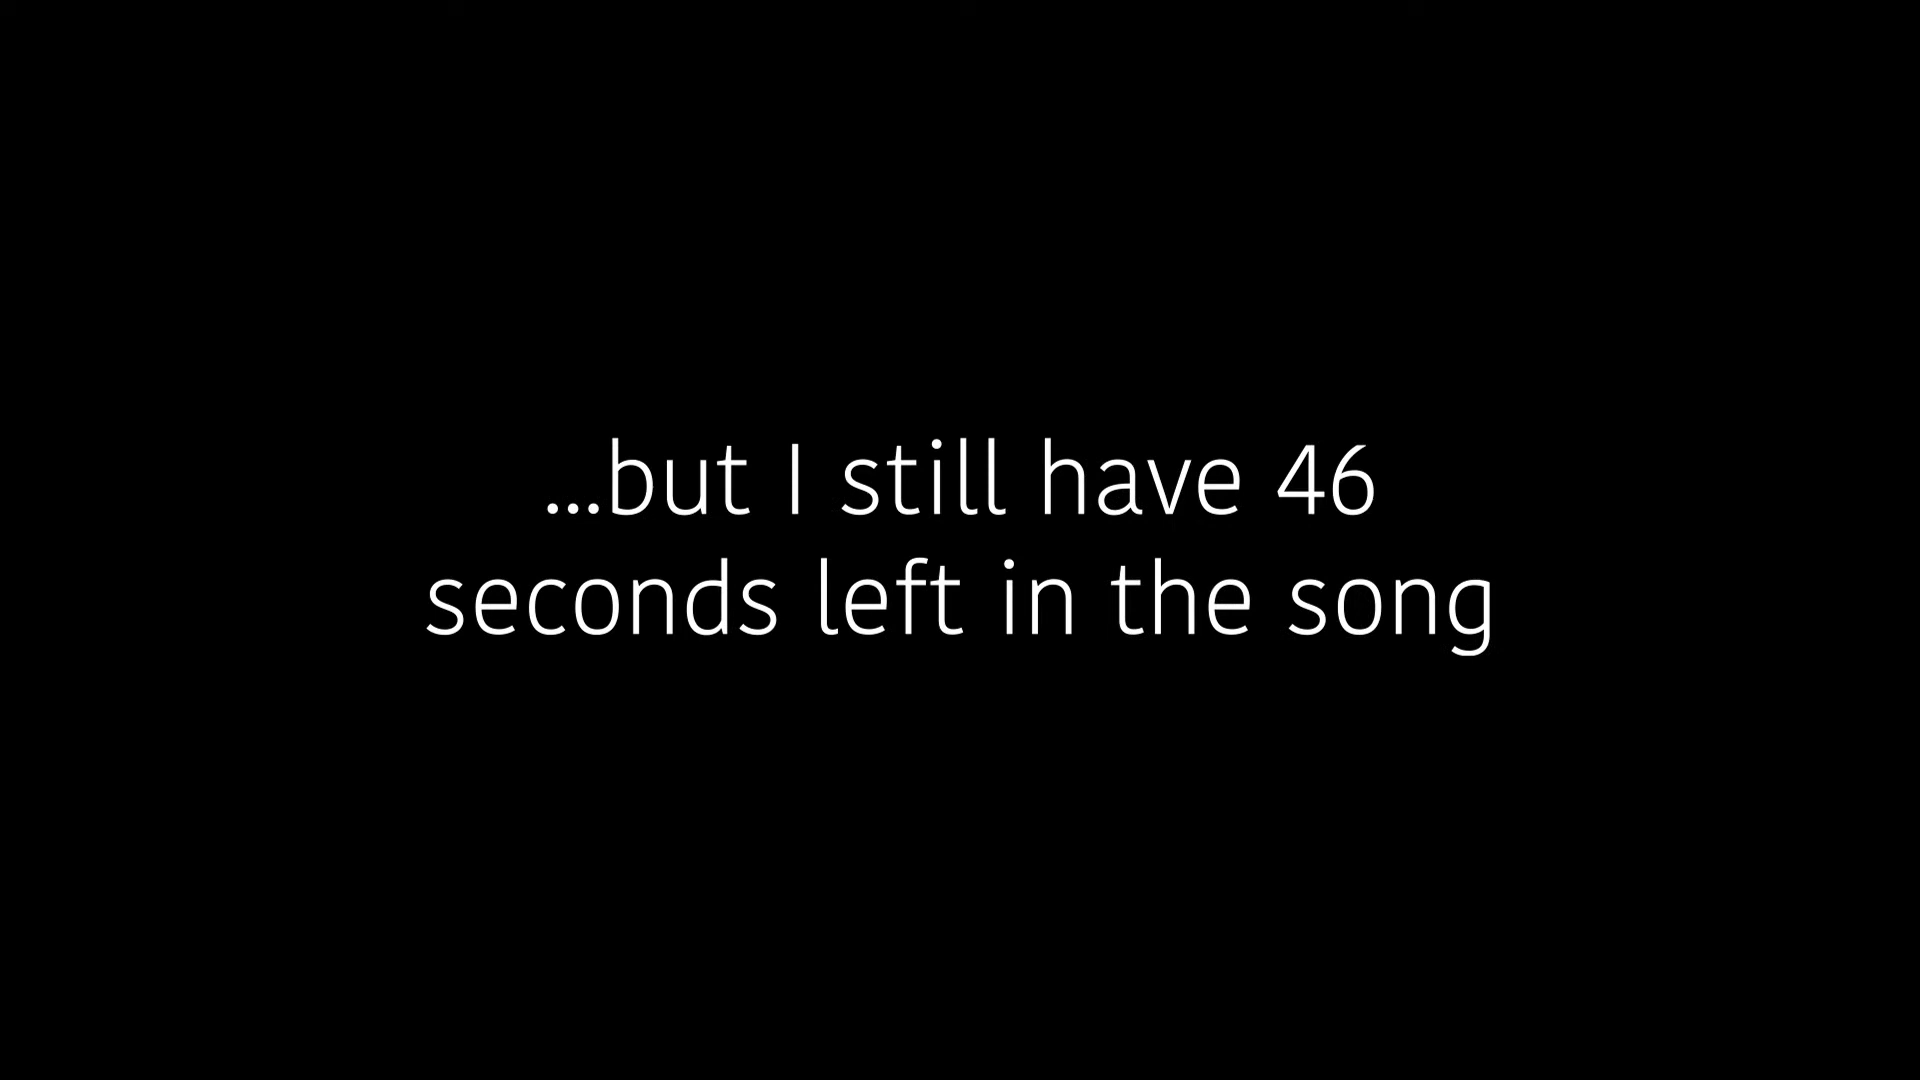 ...but I still have 46
seconds left in the song